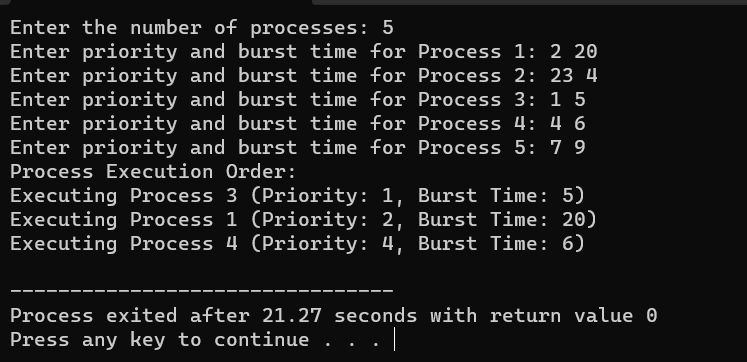 Enter the number of processes: 5
Enter priority and burst time for Process 1: 2 20
Enter priority and burst time for Process 2: 23 4
Enter priority and burst time for Process 3: 1 5
Enter priority and burst time for Process 4: 4 6
Enter priority and burst time for Process 5: 7 9
Process Execution Order:
Executing Process 3 (Priority: 1, Burst Time: 5)
Executing Process 1 (Priority: 2, Burst Time: 20)
Executing Process 4 (Priority: 4, Burst Time: 6)
--------------------------------
Process exited after 21.27 seconds with return value 0
Press any key to continue . . .